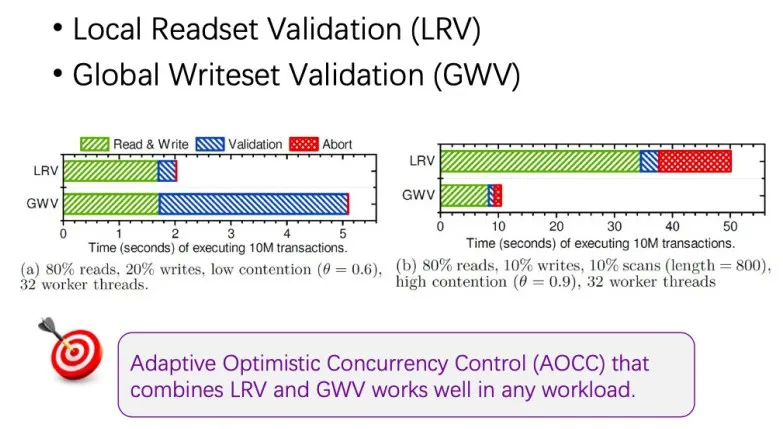 • Local Readset Validation (LRV)
• Global Writeset Validation (GWV)
Read & Write Validation Abort
LRV
GWV
0 1 2 3 4 5
Time (seconds) of executing 10M transactions.
(a) 80% reads, 20% writes, low contention (θ = 0.6),
32 worker threads.
LRV
GWV
0 10 20 30 40 50
Time (seconds) of executing 10M transactions.
(b) 80% reads, 10% writes, 10% scans (length = 800),
high contention (θ = 0.9), 32 worker threads
Adaptive Optimistic Concurrency Control (AOCC) that
combines LRV and GWV works well in any workload.